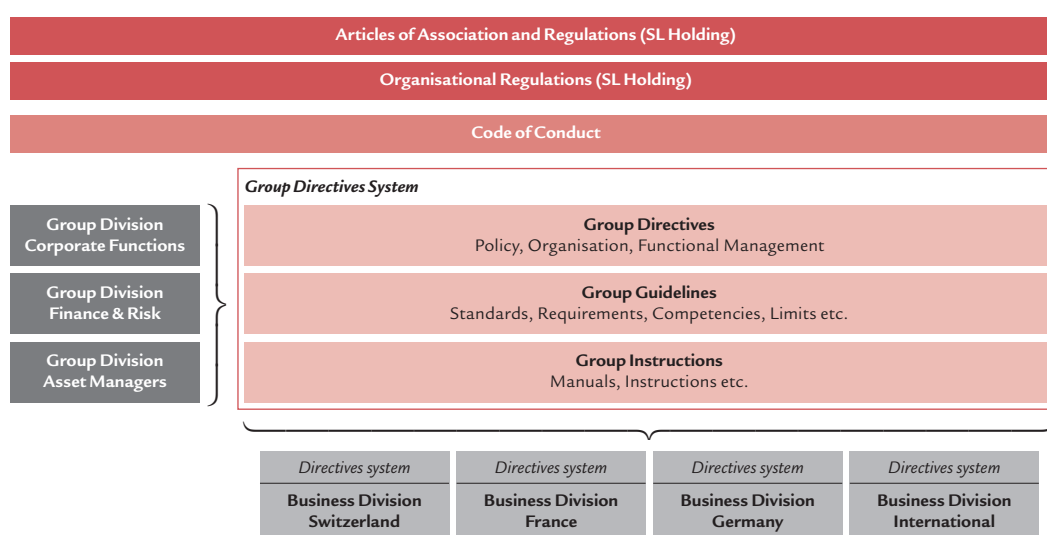 Articles of Association and Regulations (SL Holding)
Organisational Regulations (SL Holding)
Code of Conduct
Group Directives System
Group Division
Corporate Functions
Group Directives
Policy, Organisation, Functional Management
Group Division
Finance & Risk
Group Guidelines
Standards, Requirements, Competencies, Limits etc.
Group Division
Asset Managers
Group Instructions
Manuals, Instructions etc.
Directives system
Business Division
Switzerland
Directives system
Business Division
France
Directives system
Business Division
Germany
Directives system
Business Division
International